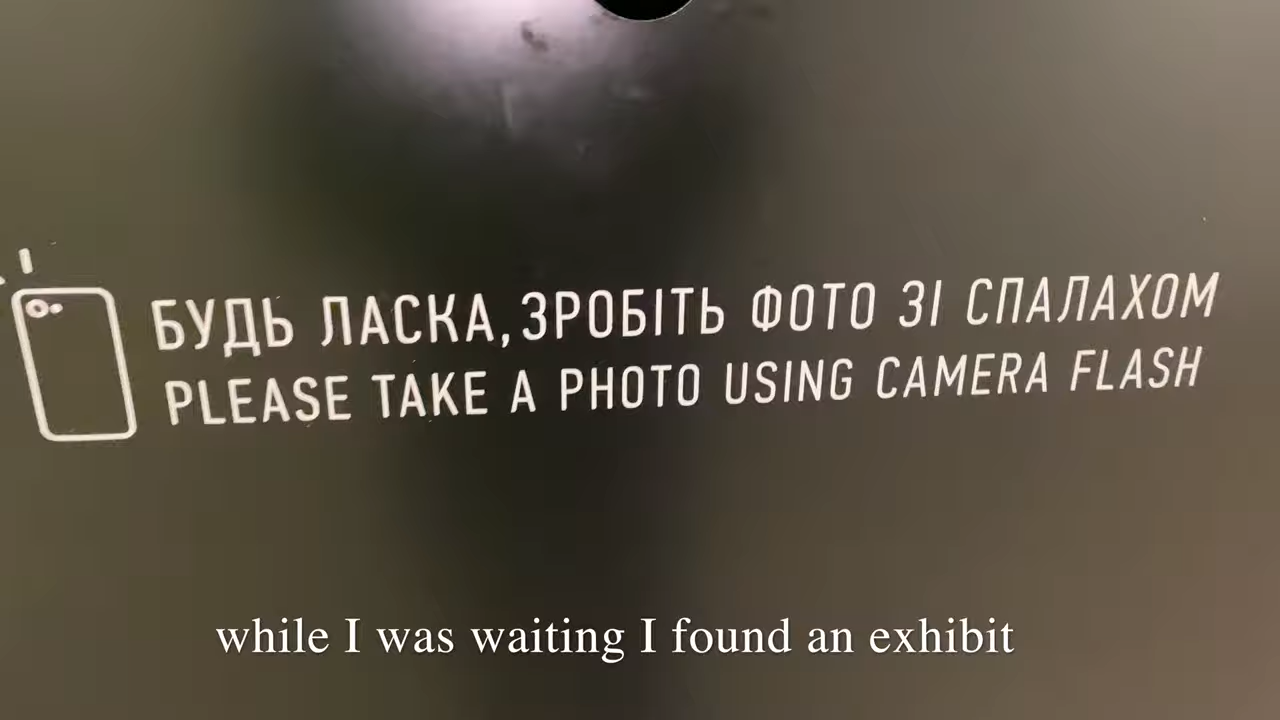 БУДЬ ЛАСКА, ЗРОБІТЬ ФОТО ЗІ СПАЛАХОМ
PLEASE TAKE A PHOTO USING CAMERA FLASH
while I was waiting I found an exhibit